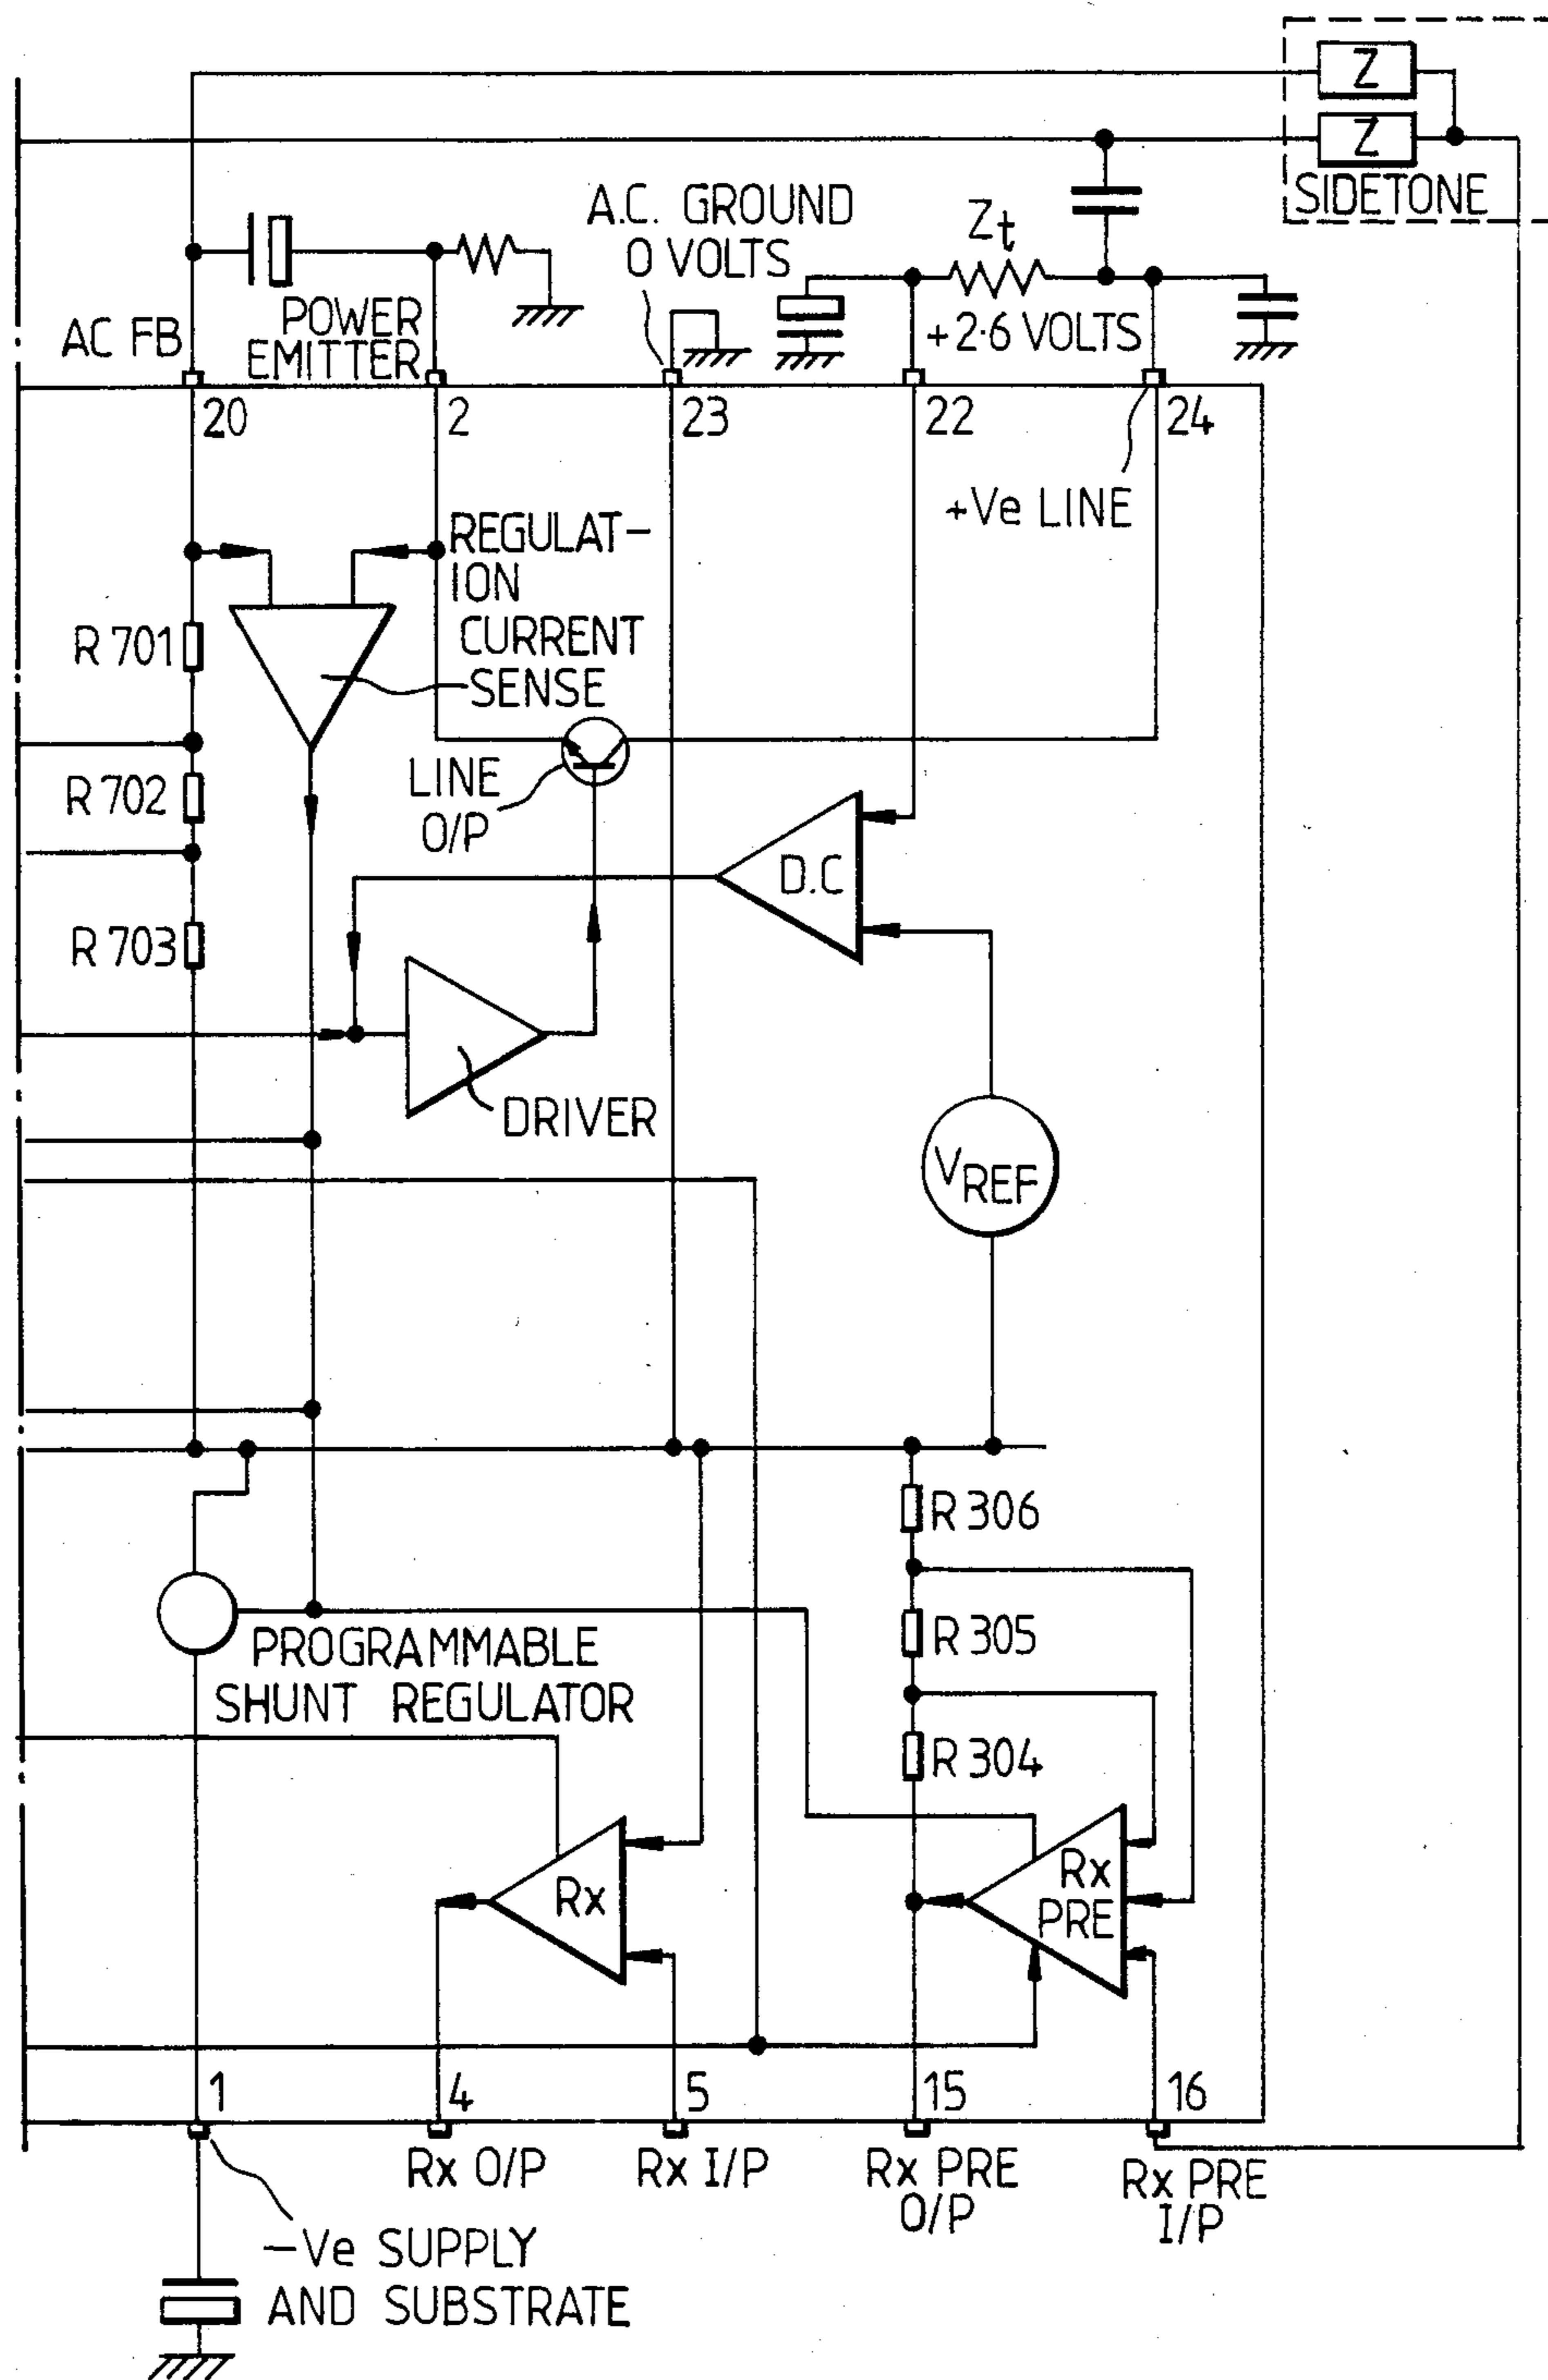 Z
Z
SIDETONE
A.C. GROUND
0 VOLTS
Zt
+2·6 VOLTS
POWER
EMITTER
AC FB
20
2
23
22
24
+Ve LINE
REGULAT-
ION
CURRENT
SENSE
R 701
LINE
O/P
R 702
D.C
R 703
DRIVER
VREF
R 306
R 305
PROGRAMMABLE
SHUNT REGULATOR
R 304
Rx
Rx
PRE
1
4
5
15
16
Rx O/P
Rx I/P
Rx PRE
O/P
Rx PRE
I/P
-Ve SUPPLY
AND SUBSTRATE